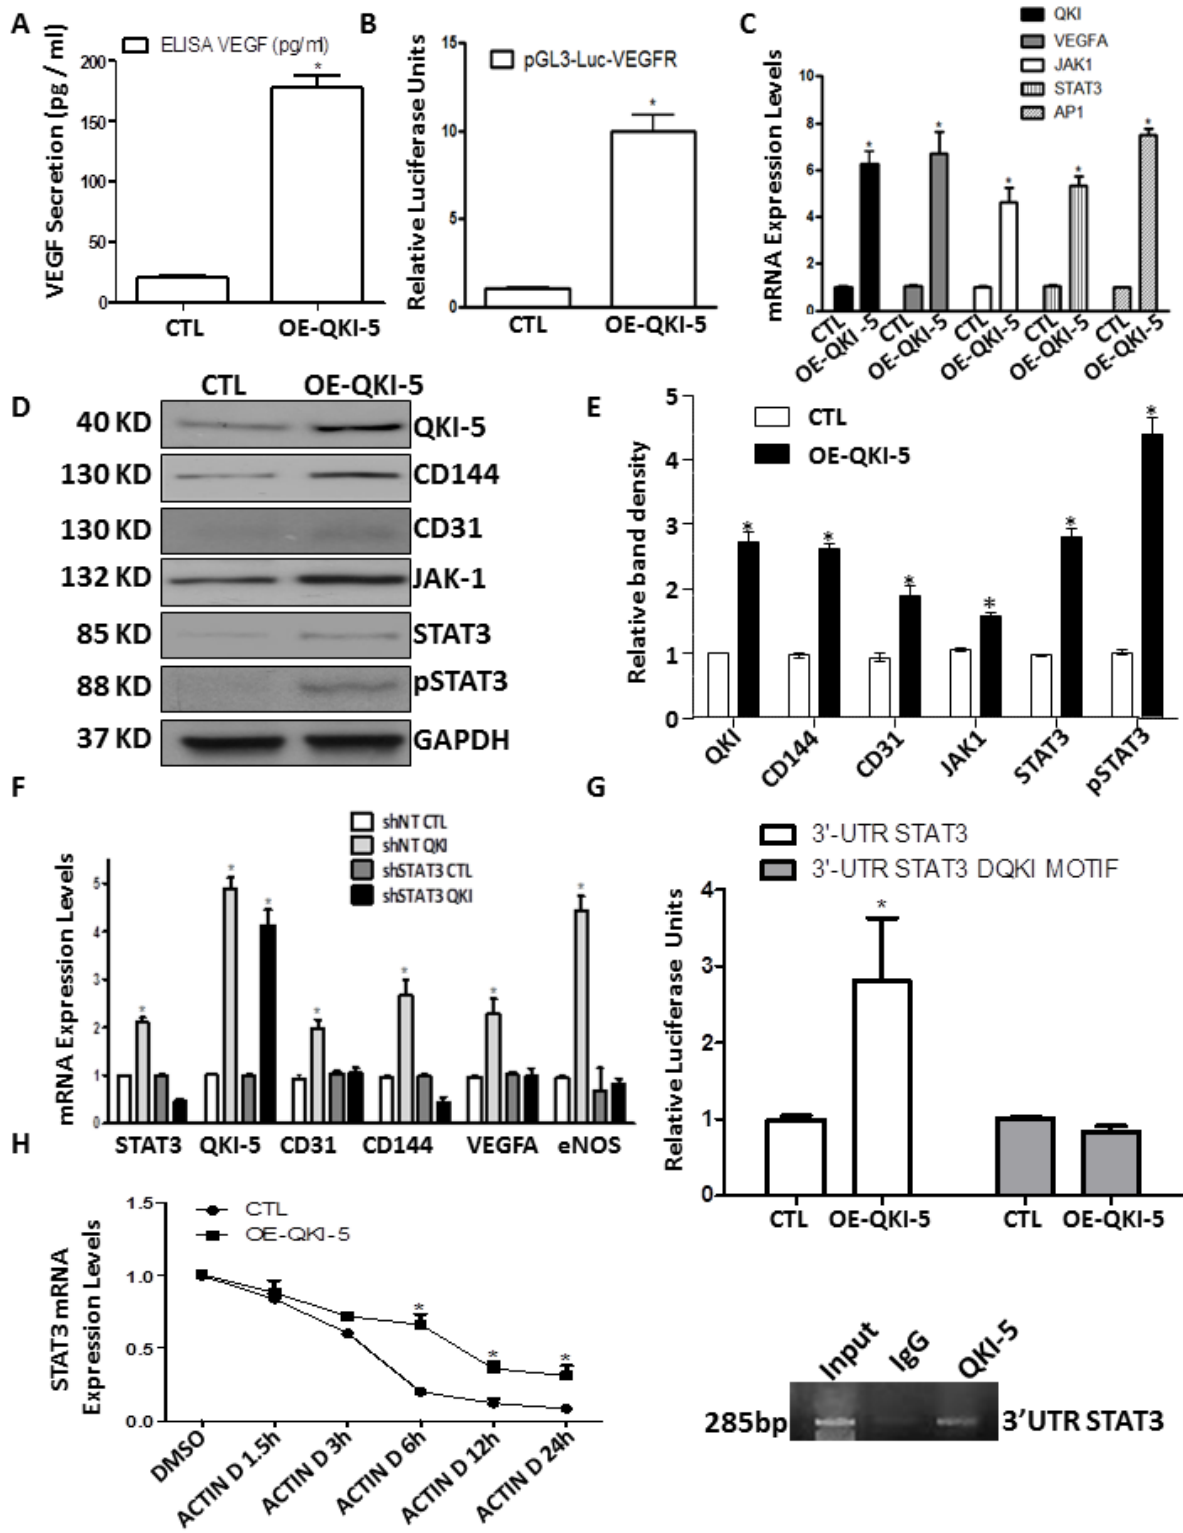 A
ELISA VEGF (pg/ml)
VEGF Secretion (pg / ml)
200
150
100
50
0
*
CTL
OE-QKI-5
B
pGL3-Luc-VEGFR
Relative Luciferase Units
15
10
5
0
*
CTL
OE-QKI-5
C
QKI
VEGFA
JAK1
STAT3
AP1
mRNA Expression Levels
10
8
6
4
2
0
* * * * *
CTL
OE-QKI -5
CTL
OE-QKI -5
CTL
OE-QKI -5
CTL
OE-QKI -5
CTL
OE-QKI -5
D
CTL OE-QKI-5
40 KD QKI-5
130 KD CD144
130 KD CD31
132 KD JAK-1
85 KD STAT3
88 KD pSTAT3
37 KD GAPDH
E
CTL
OE-QKI-5
Relative band density
5
4
3
2
1
0
* * * * * *
QKI
CD144
CD31
JAK1
STAT3
pSTAT3
F
shNT CTL
shNT QKI
shSTAT3 CTL
shSTAT3 QKI
mRNA Expression Levels
5
4
3
2
1
0
* * * * * * *
STAT3 QKI-5 CD31 CD144 VEGFA eNOS
G
3'-UTR STAT3
3'-UTR STAT3 DQKI MOTIF
Relative Luciferase Units
4
3
2
1
0
*
CTL OE-QKI-5 CTL OE-QKI-5
Input
IgG
QKI-5
285bp 3’UTR STAT3
H
CTL
OE-QKI-5
STAT3 mRNA
Expression Levels
1.5
1.0
0.5
0.0
* * *
DMSO
ACTIN D 1.5h
ACTIN D 3h
ACTIN D 6h
ACTIN D 12h
ACTIN D 24h